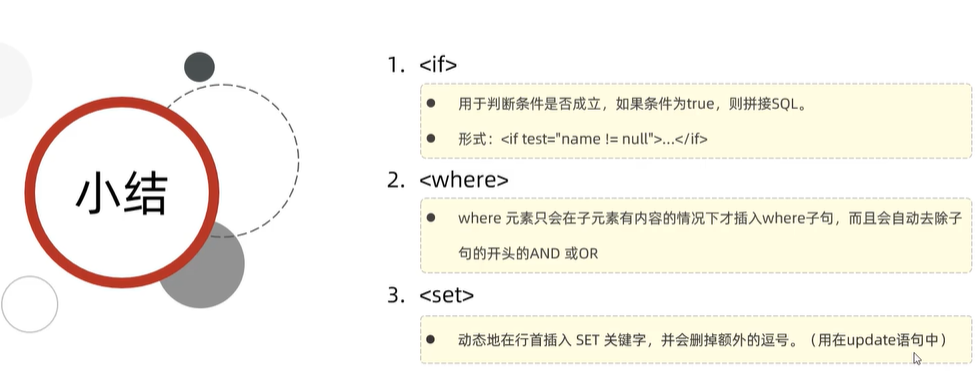 小结
1. <if>
用于判断条件是否成立，如果条件为true，则拼接SQL。
形式：<if test="name != null">...</if>
2. <where>
where 元素只会在子元素有内容的情况下才插入where子句，而且会自动去除子
句的开头的AND 或OR
3. <set>
动态地在行首插入 SET 关键字，并会删掉额外的逗号。（用在update语句中）